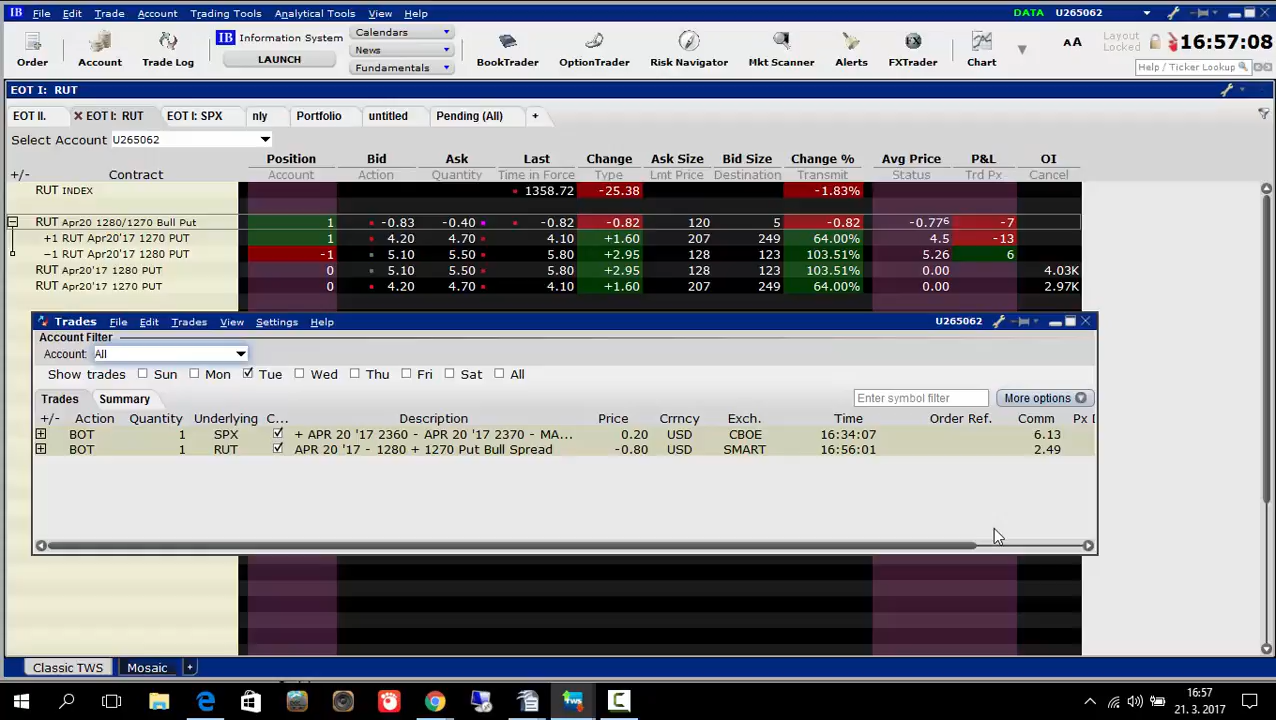 IB File Edit Trade Account Trading Tools Analytical Tools View Help DATA U265062
Order Account Trade Log IB Information System LAUNCH Calendars News Fundamentals BookTrader OptionTrader Risk Navigator Mkt Scanner Alerts FXTrader Chart AA Layout Locked 16:57:08
Help / Ticker Lookup
EOT I: RUT
EOT II. EOT I: RUT EOT I: SPX nly Portfolio untitled Pending (All) +
Select Account U265062
Position Bid Ask Last Change Ask Size Bid Size Change % Avg Price P&L OI
+/- Contract Account Action Quantity Time in Force Type Lmt Price Destination Transmit Status Trd Px Cancel
RUT INDEX 1358.72 -25.38 -1.83%
RUT Apr20 1280/1270 Bull Put 1 -0.83 -0.40 -0.82 -0.82 120 5 -0.82 -0.776 -7
+1 RUT Apr20'17 1270 PUT 1 4.20 4.70 4.10 +1.60 207 249 64.00% 4.5 -13
−1 RUT Apr20'17 1280 PUT -1 5.10 5.50 5.80 +2.95 128 123 103.51% 5.26 6
RUT Apr20'17 1280 PUT 0 5.10 5.50 5.80 +2.95 128 123 103.51% 0.00 4.03K
RUT Apr20'17 1270 PUT 0 4.20 4.70 4.10 +1.60 207 249 64.00% 0.00 2.97K
Trades File Edit Trades View Settings Help U265062
Account Filter
Account All
Show trades Sun Mon Tue Wed Thu Fri Sat All
Trades Summary Enter symbol filter More options
+/- Action Quantity Underlying C... Description Price Crrncy Exch. Time Order Ref. Comm Px D
BOT 1 SPX + APR 20 '17 2360 - APR 20 '17 2370 - MA... 0.20 USD CBOE 16:34:07 6.13
BOT 1 RUT APR 20 '17 - 1280 + 1270 Put Bull Spread -0.80 USD SMART 16:56:01 2.49
Classic TWS Mosaic +
TWS
16:57
21. 3. 2017